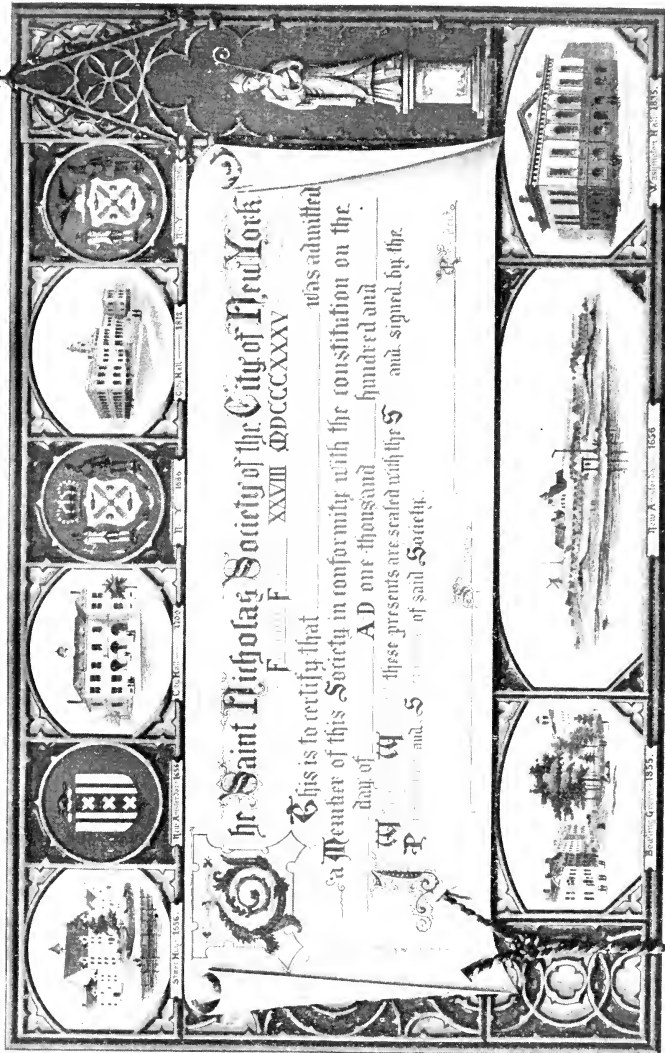 The Saint Nicholas Society of the City of New York
F F XXVIII MDCCCXXXV
This is to certify that was admitted
a Member of this Society in conformity with the constitution on the
day of AD one thousand hundred and
W W these presents are sealed with the S and signed by the
P and S of said Society.
Stadt Huys 1656
New Amsterdam 1654
City Hall 1700
N Y 1686
City Hall 1812
Bowling Green 1855.
New Amsterdam 1656
Washington Hall 1835.